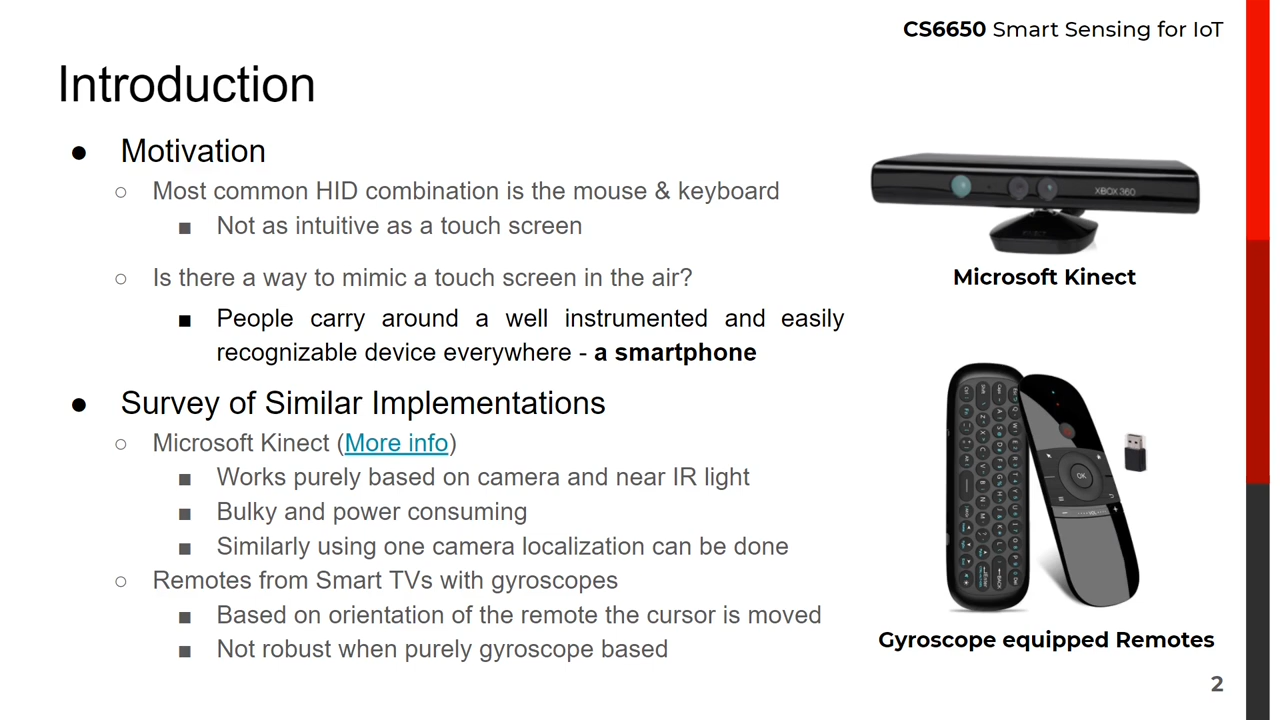 CS6650 Smart Sensing for IoT
Introduction
● Motivation
○ Most common HID combination is the mouse & keyboard
■ Not as intuitive as a touch screen
○ Is there a way to mimic a touch screen in the air?
■ People carry around a well instrumented and easily
recognizable device everywhere - a smartphone
● Survey of Similar Implementations
○ Microsoft Kinect (More info)
■ Works purely based on camera and near IR light
■ Bulky and power consuming
■ Similarly using one camera localization can be done
○ Remotes from Smart TVs with gyroscopes
■ Based on orientation of the remote the cursor is moved
■ Not robust when purely gyroscope based
XBOX 360
Microsoft Kinect
OK
Gyroscope equipped Remotes
2